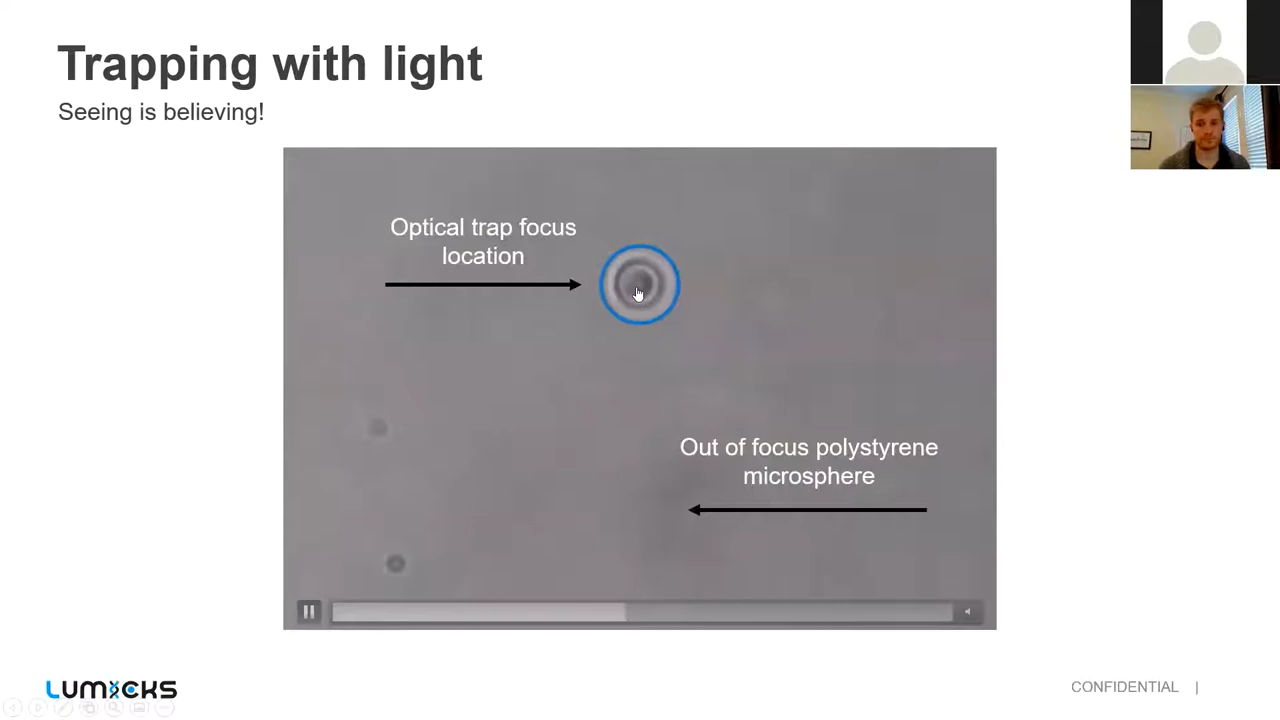 Trapping with light
Seeing is believing!
Optical trap focus
location
Out of focus polystyrene
microsphere
LUMICKS
CONFIDENTIAL |